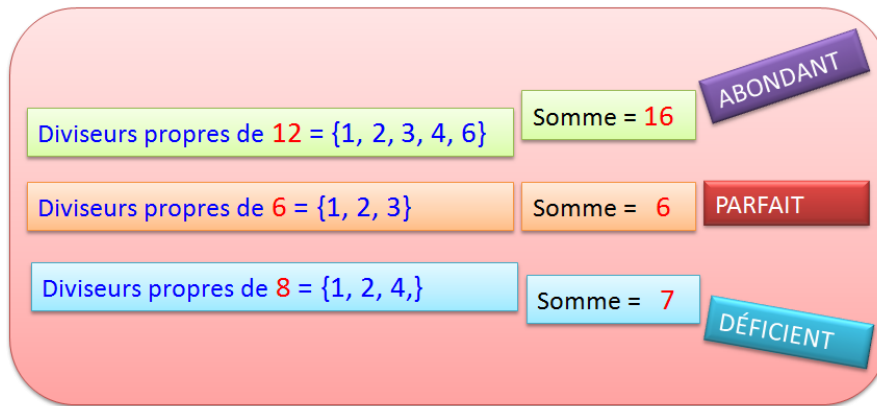 Diviseurs propres de 12 = {1, 2, 3, 4, 6}
Somme = 16
ABONDANT
Diviseurs propres de 6 = {1, 2, 3}
Somme = 6
PARFAIT
Diviseurs propres de 8 = {1, 2, 4,}
Somme = 7
DÉFICIENT